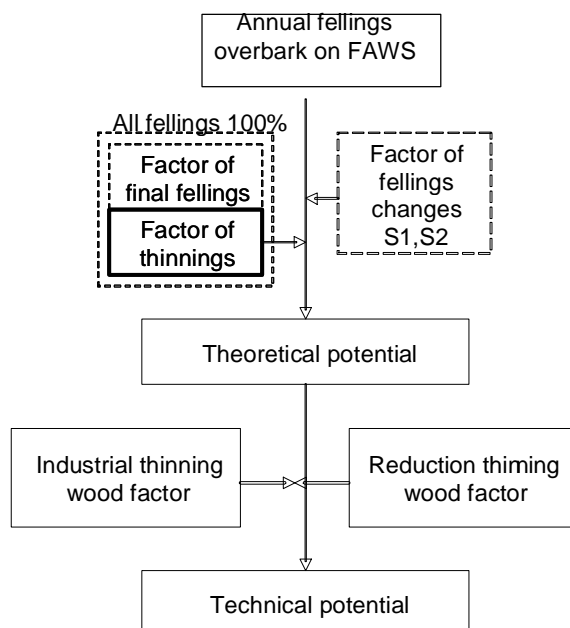 Annual fellings
overbark on FAWS
All fellings 100%
Factor of
final fellings
Factor of
thinnings
Factor of
fellings
changes
S1,S2
Theoretical potential
Industrial thinning
wood factor
Reduction thiming
wood factor
Technical potential